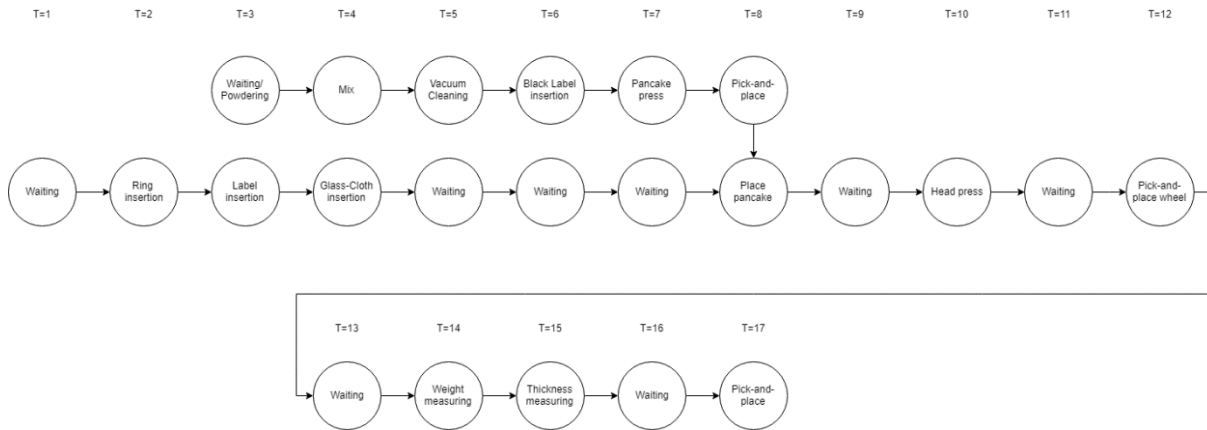 T=1 T=2 T=3 T=4 T=5 T=6 T=7 T=8 T=9 T=10 T=11 T=12
Waiting/
Powdering
Mix
Vacuum
Cleaning
Black Label
insertion
Pancake
press
Pick-and-
place
Waiting
Ring
insertion
Label
insertion
Glass-Cloth
insertion
Waiting
Waiting
Waiting
Place
pancake
Waiting
Head press
Waiting
Pick-and-
place wheel
T=13 T=14 T=15 T=16 T=17
Waiting
Weight
measuring
Thickness
measuring
Waiting
Pick-and-
place